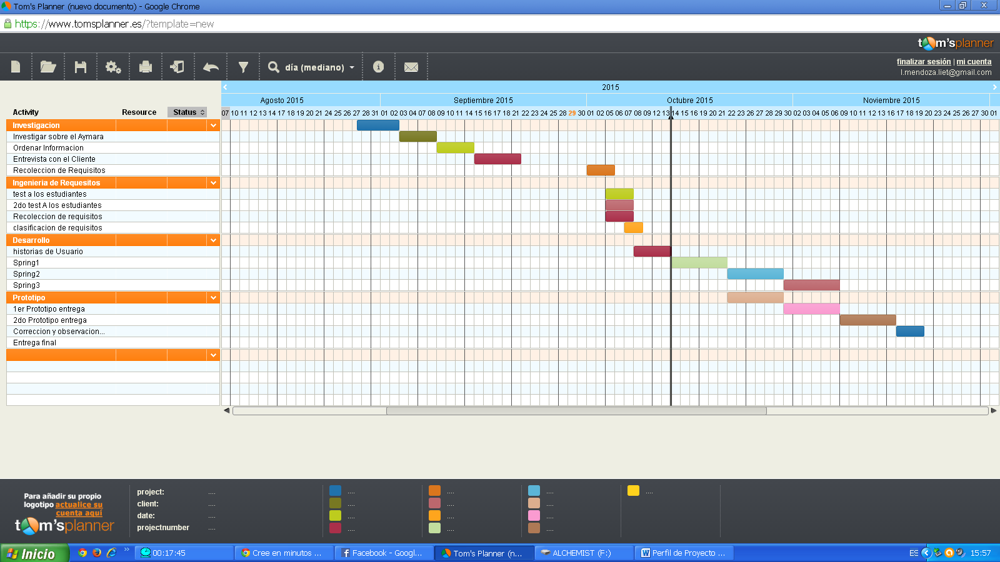 Tom's Planner (nuevo documento) - Google Chrome
https://www.tomsplanner.es/?template=new
tom'splanner
día (mediano)
finalizar sesión | mi cuenta
l.mendoza.liet@gmail.com
2015
Agosto 2015 Septiembre 2015 Octubre 2015 Noviembre 2015
Activity Resource Status
07 10 11 12 13 14 17 18 19 20 21 24 25 26 27 28 31 01 02 03 04 07 08 09 10 11 14 15 16 17 18 21 22 23 24 25 28 29 30 01 02 05 06 07 08 09 12 13 14 15 16 19 20 21 22 23 26 27 28 29 30 02 03 04 05 06 09 10 11 12 13 16 17 18 19 20 23 24 25 26 27 30 01
Investigacion
Investigar sobre el Aymara
Ordenar Informacion
Entrevista con el Cliente
Recoleccion de Requisitos
Ingenieria de Requesitos
test a los estudiantes
2do test A los estudiantes
Recoleccion de requisitos
clasificacion de requisitos
Desarrollo
historias de Usuario
Spring1
Spring2
Spring3
Prototipo
1er Prototipo entrega
2do Prototipo entrega
Correccion y observacion...
Entrega final
Para añadir su propio
logotipo actualice su
cuenta aquí
tom'splanner
project: ....
client: ....
date: ....
projectnumber ....
.... .... .... ....
.... .... ....
.... .... ....
.... .... ....
Inicio
00:17:45
Cree en minutos ...
Facebook - Googl...
Tom's Planner (n...
ALCHEMIST (F:)
Perfil de Proyecto ...
ES
15:57